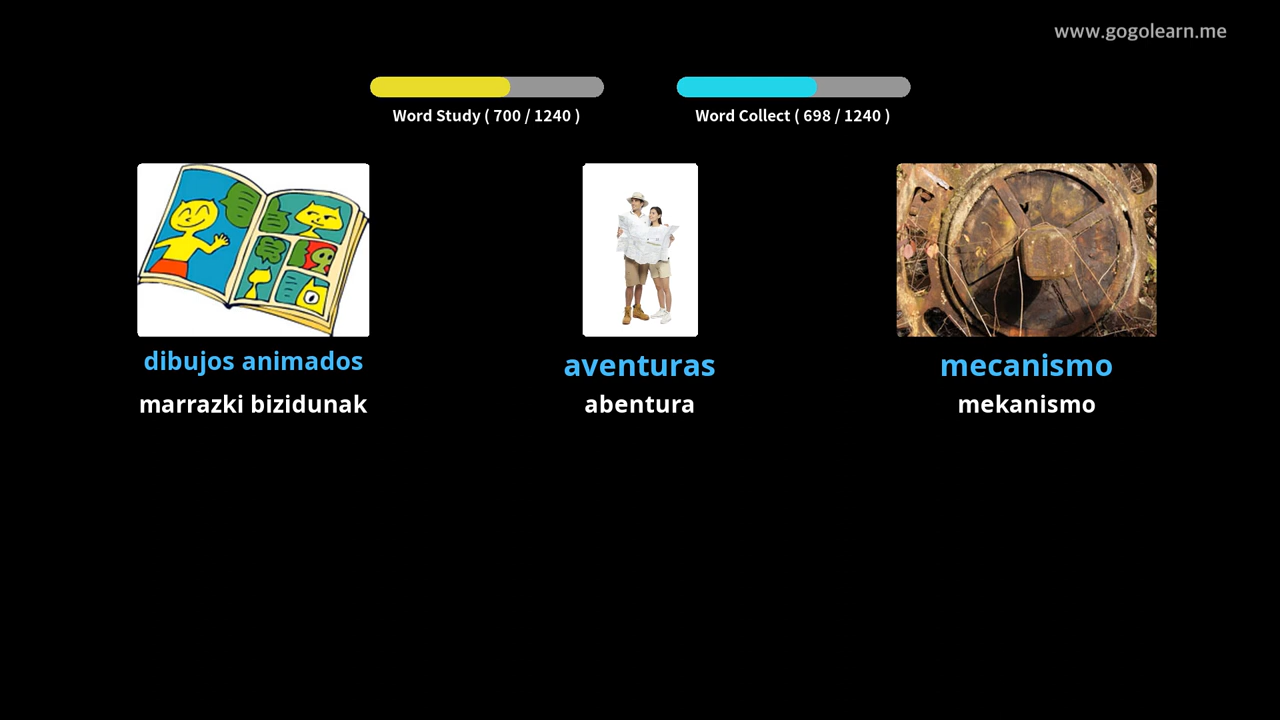 www.gogolearn.me
Word Study ( 700 / 1240 )
Word Collect ( 698 / 1240 )
dibujos animados
marrazki bizidunak
aventuras
abentura
mecanismo
mekanismo